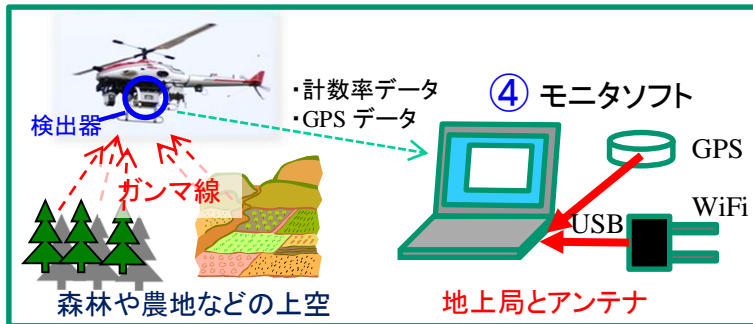 ・計数率データ
・GPS データ
④ モニタソフト
検出器
ガンマ線
GPS
WiFi
USB
森林や農地などの上空
地上局とアンテナ